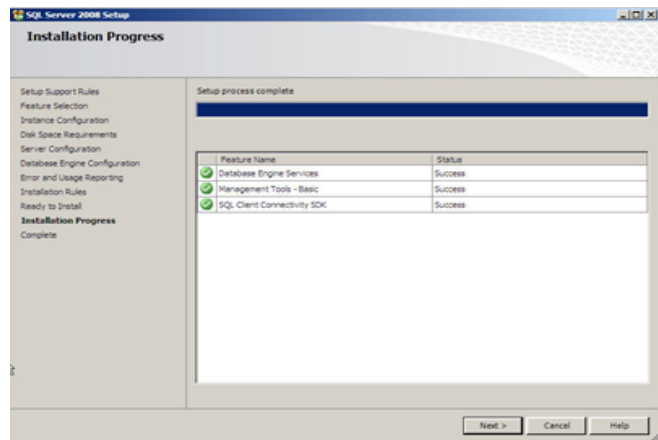 SQL Server 2008 Setup
Installation Progress
Setup Support Rules
Feature Selection
Instance Configuration
Disk Space Requirements
Server Configuration
Database Engine Configuration
Error and Usage Reporting
Installation Rules
Ready to Install
Installation Progress
Complete
Setup process complete
Feature Name Status
Database Engine Services Success
Management Tools - Basic Success
SQL Client Connectivity SDK Success
Next > Cancel Help